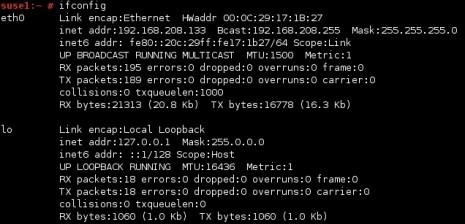 suse1:~ # ifconfig
eth0 Link encap:Ethernet HWaddr 00:0C:29:17:1B:27
inet addr:192.168.208.133 Bcast:192.168.208.255 Mask:255.255.255.0
inet6 addr: fe80::20c:29ff:fe17:1b27/64 Scope:Link
UP BROADCAST RUNNING MULTICAST MTU:1500 Metric:1
RX packets:195 errors:0 dropped:0 overruns:0 frame:0
TX packets:189 errors:0 dropped:0 overruns:0 carrier:0
collisions:0 txqueuelen:1000
RX bytes:21313 (20.8 Kb) TX bytes:16778 (16.3 Kb)
lo Link encap:Local Loopback
inet addr:127.0.0.1 Mask:255.0.0.0
inet6 addr: ::1/128 Scope:Host
UP LOOPBACK RUNNING MTU:16436 Metric:1
RX packets:18 errors:0 dropped:0 overruns:0 frame:0
TX packets:18 errors:0 dropped:0 overruns:0 carrier:0
collisions:0 txqueuelen:0
RX bytes:1060 (1.0 Kb) TX bytes:1060 (1.0 Kb)